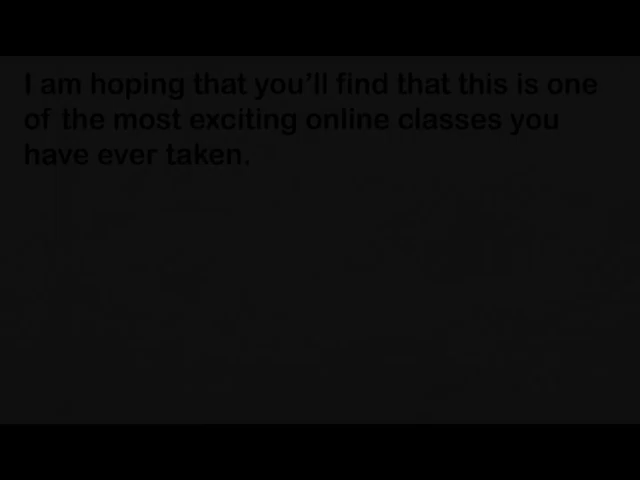 I am hoping that you’ll find that this is one
of the most exciting online classes you
have ever taken.